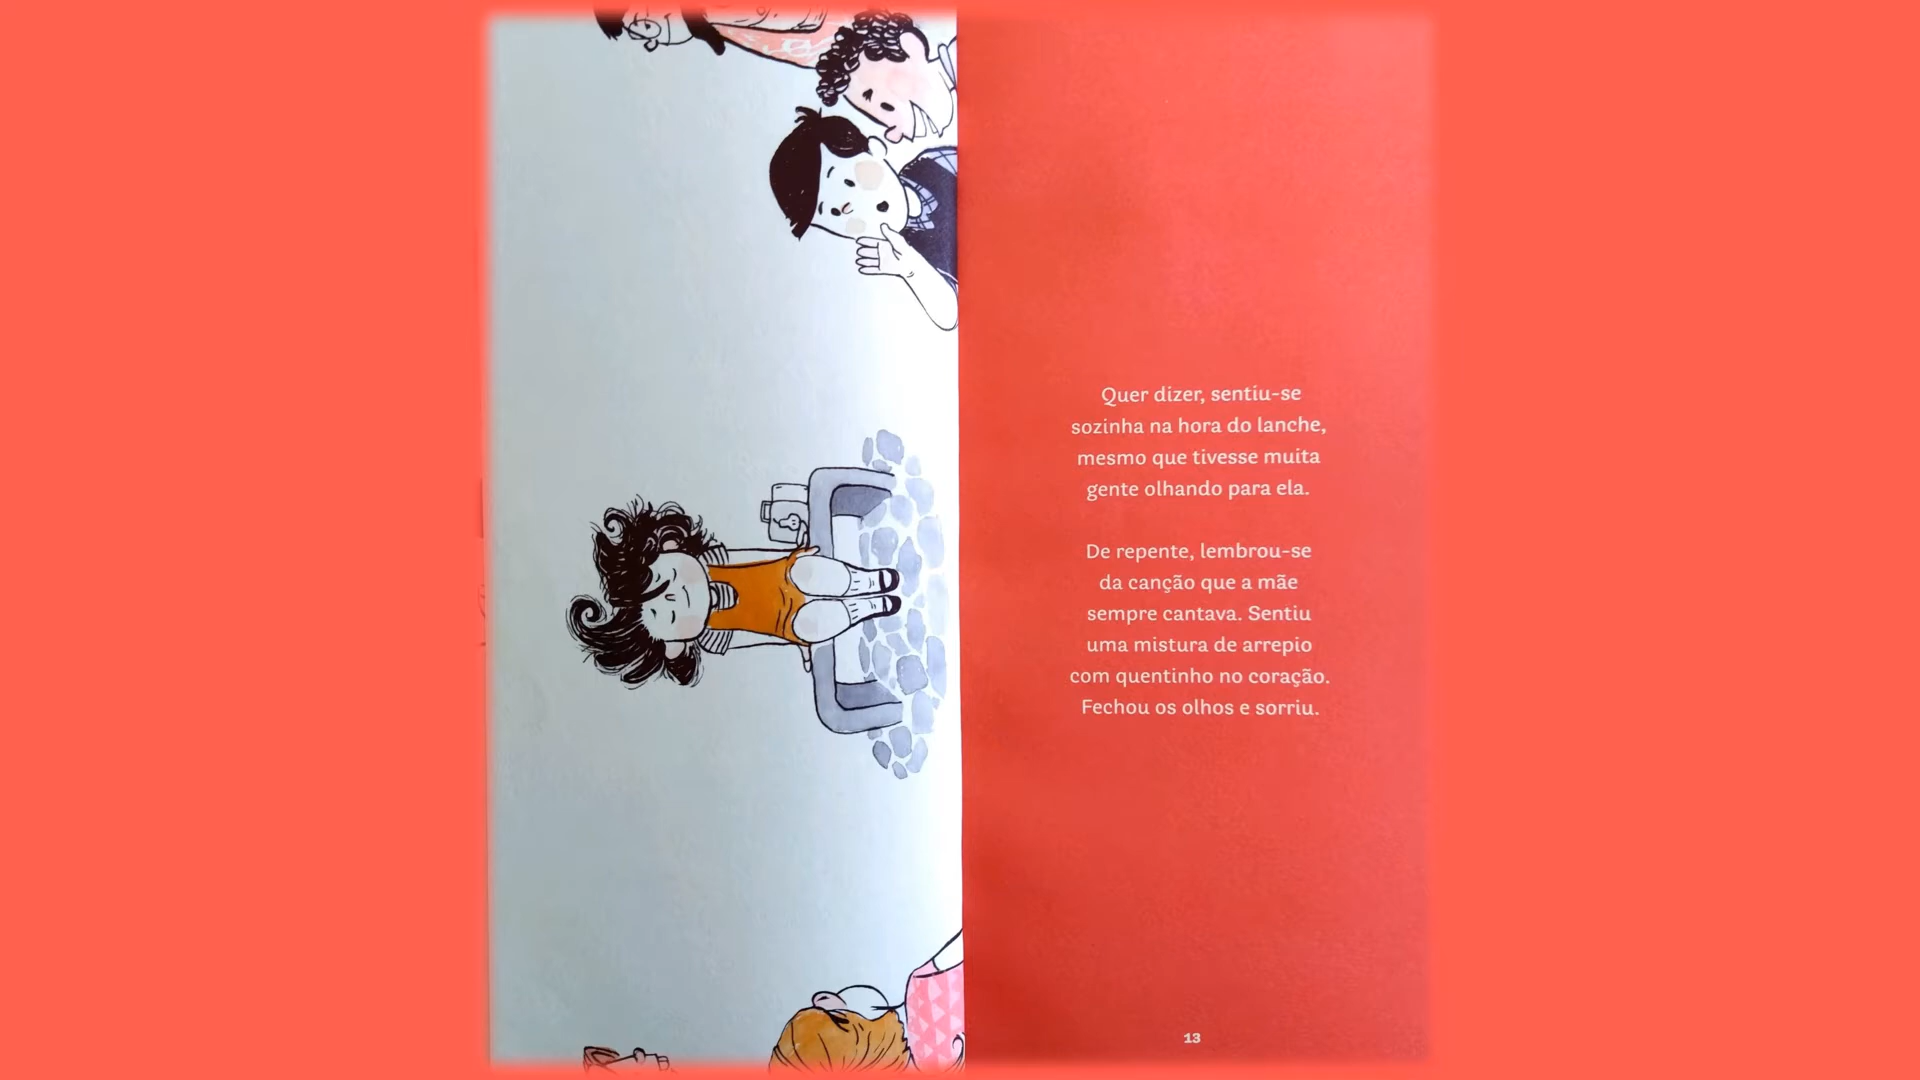 Quer dizer, sentiu-se
sozinha na hora do lanche,
mesmo que tivesse muita
gente olhando para ela.
De repente, lembrou-se
da canção que a mãe
sempre cantava. Sentiu
uma mistura de arrepio
com quentinho no coração.
Fechou os olhos e sorriu.
13